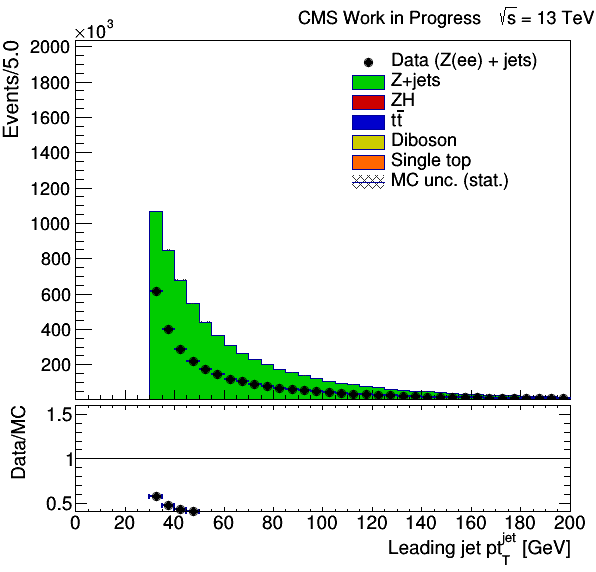 CMS Work in Progress √s = 13 TeV
×10³
Events/5.0
2000
1800
1600
1400
1200
1000
800
600
400
200
Data (Z(ee) + jets)
Z+jets
ZH
tt̄
Diboson
Single top
MC unc. (stat.)
Data/MC
1.5
1
0.5
0 20 40 60 80 100 120 140 160 180 200
Leading jet pt_T^jet [GeV]